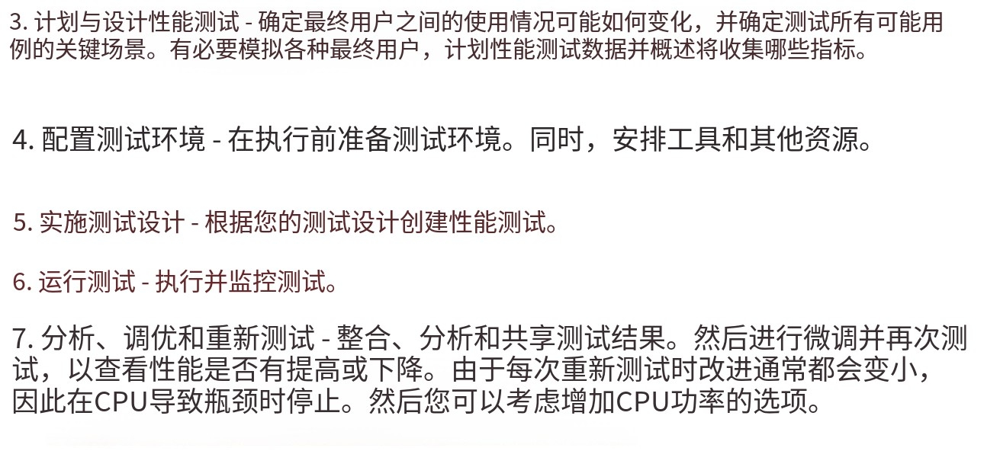 3. 计划与设计性能测试 - 确定最终用户之间的使用情况可能如何变化，并确定测试所有可能用
例的关键场景。有必要模拟各种最终用户，计划性能测试数据并概述将收集哪些指标。
4. 配置测试环境 - 在执行前准备测试环境。同时，安排工具和其他资源。
5. 实施测试设计 - 根据您的测试设计创建性能测试。
6. 运行测试 - 执行并监控测试。
7. 分析、调优和重新测试 - 整合、分析和共享测试结果。然后进行微调并再次测
试，以查看性能是否有提高或下降。由于每次重新测试时改进通常都会变小，
因此在CPU导致瓶颈时停止。然后您可以考虑增加CPU功率的选项。